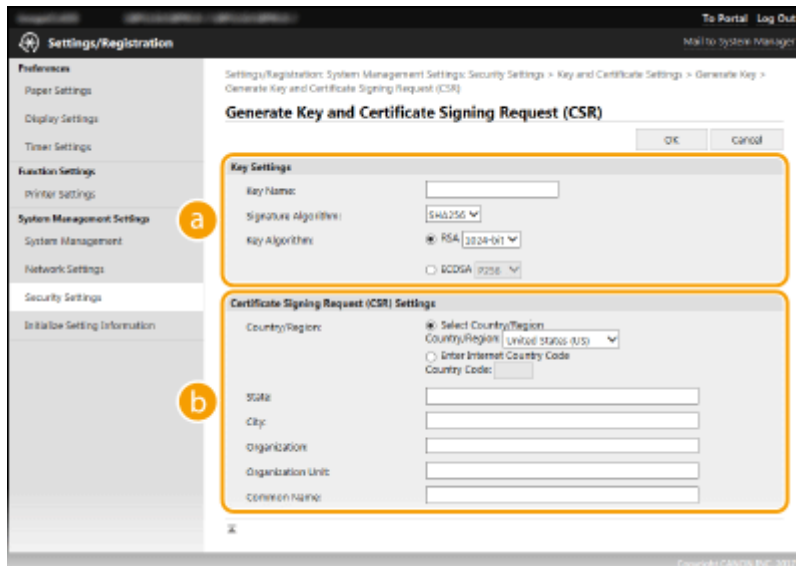 To Portal Log Out
Settings/Registration
Mail to System Manager
Preferences
Paper Settings
Display Settings
Timer Settings
Function Settings
Printer Settings
System Management Settings
System Management
Network Settings
Security Settings
Initialize Setting Information
Settings/Registration: System Management Settings: Security Settings > Key and Certificate Settings > Generate Key >
Generate Key and Certificate Signing Request (CSR)
Generate Key and Certificate Signing Request (CSR)
OK Cancel
a
Key Settings
Key Name:
Signature Algorithm: SHA256
Key Algorithm: RSA 1024-bit
ECDSA P256
b
Certificate Signing Request (CSR) Settings
Country/Region: Select Country/Region
Country/Region: United States (US)
Enter Internet Country Code
Country Code:
State:
City:
Organization:
Organization Unit:
Common Name:
Copyright CANON INC. 2012